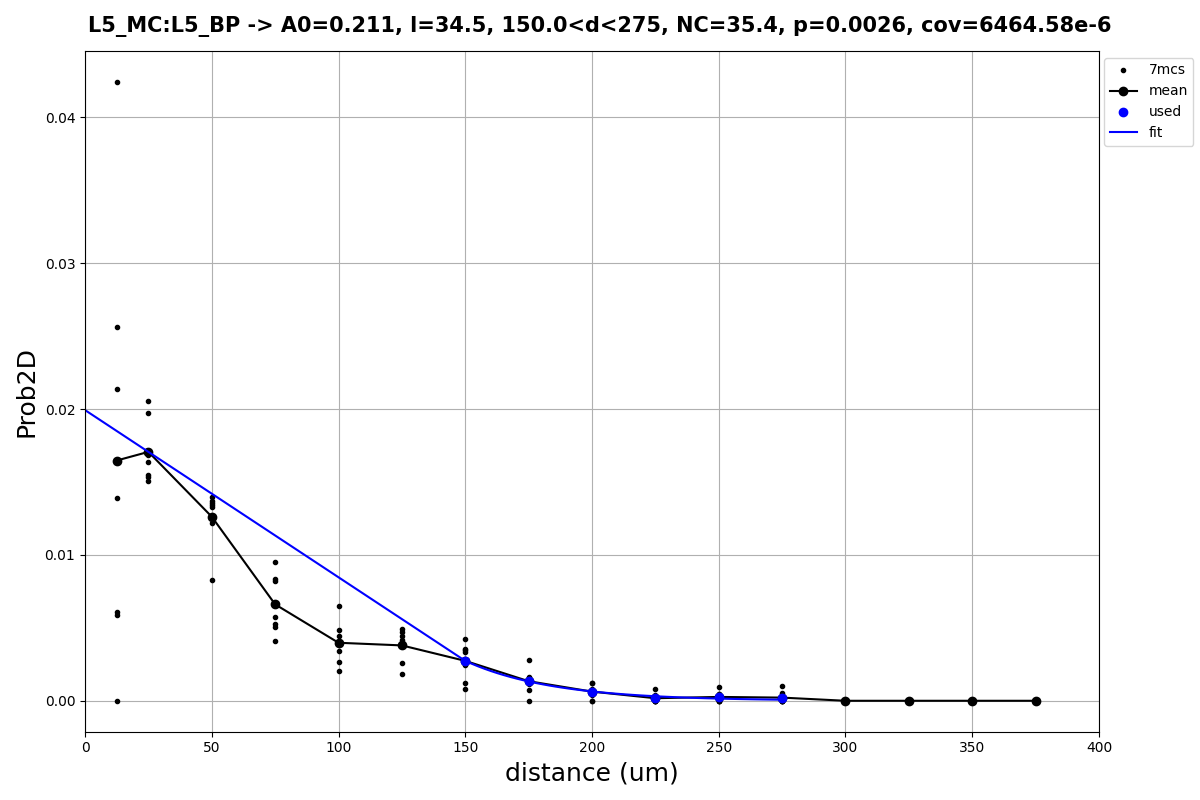 L5_MC:L5_BP -> A0=0.211, l=34.5, 150.0<d<275, NC=35.4, p=0.0026, cov=6464.58e-6
7mcs
mean
used
fit
0.04
0.03
0.02
0.01
0.00
Prob2D
0 50 100 150 200 250 300 350 400
distance (um)